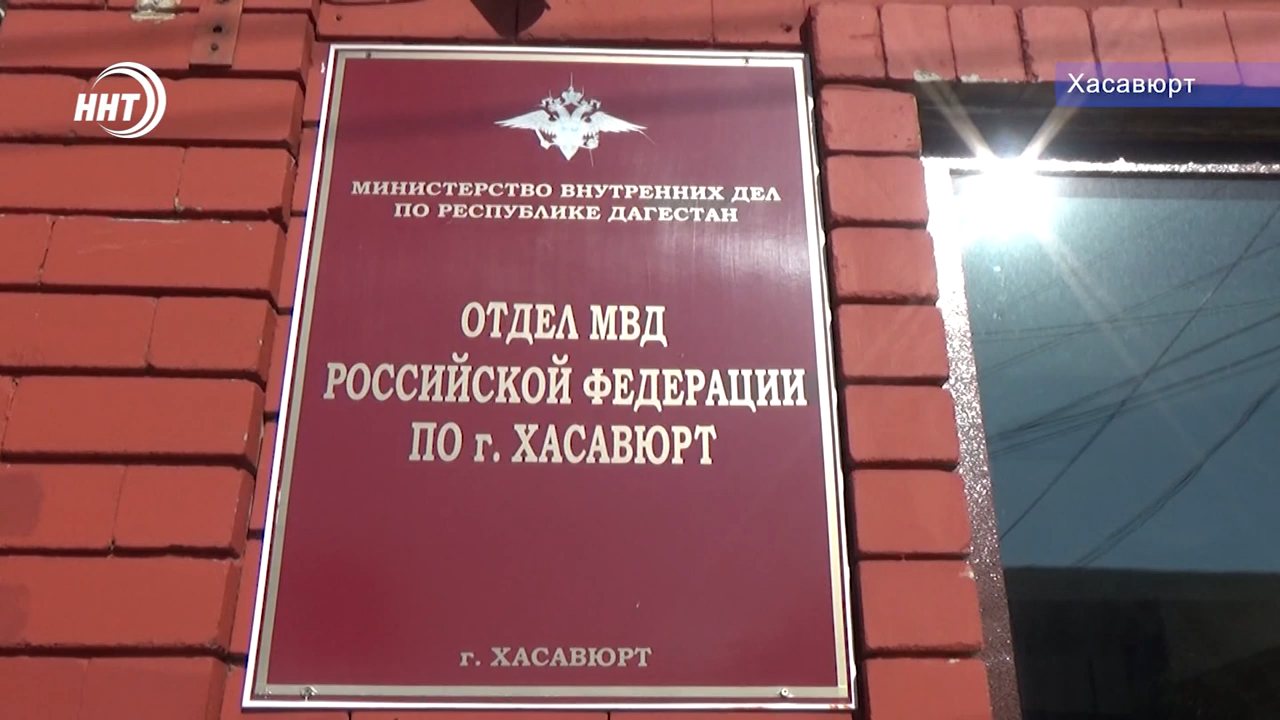 ННТ
Хасавюрт
МИНИСТЕРСТВО ВНУТРЕННИХ ДЕЛ
ПО РЕСПУБЛИКЕ ДАГЕСТАН
ОТДЕЛ МВД
РОССИЙСКОЙ ФЕДЕРАЦИИ
ПО г. ХАСАВЮРТ
г. ХАСАВЮРТ